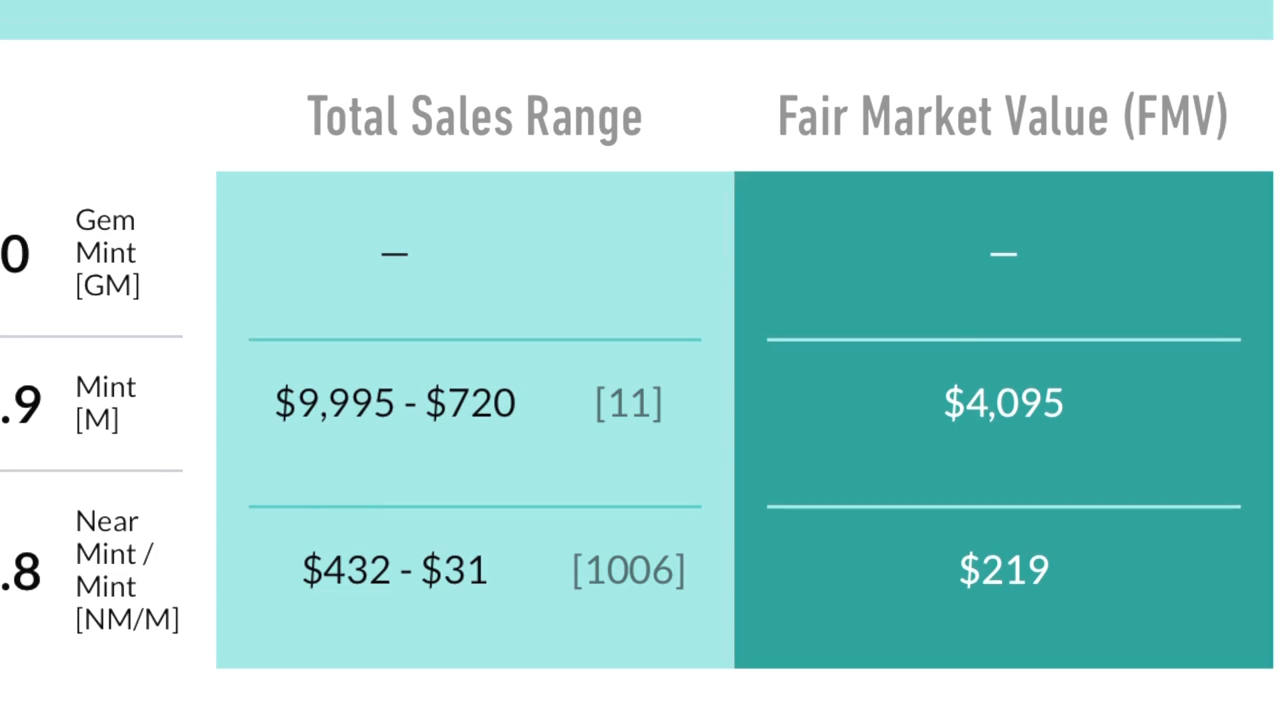 Total Sales Range Fair Market Value (FMV)
0 Gem Mint [GM] — —
.9 Mint [M] $9,995 - $720 [11] $4,095
.8 Near Mint / Mint [NM/M] $432 - $31 [1006] $219